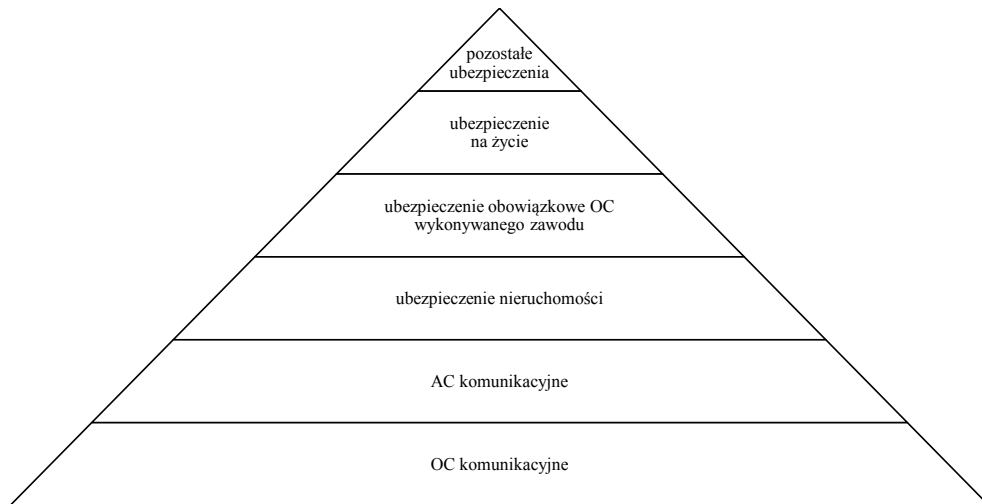 pozostałe
ubezpieczenia
ubezpieczenie
na życie
ubezpieczenie obowiązkowe OC
wykonywanego zawodu
ubezpieczenie nieruchomości
AC komunikacyjne
OC komunikacyjne